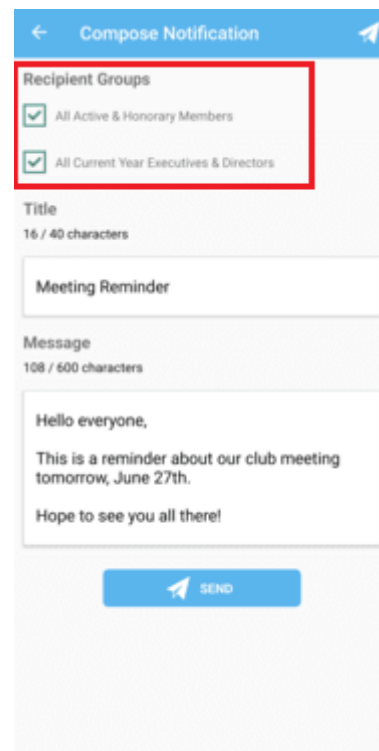 Compose Notification
Recipient Groups
All Active & Honorary Members
All Current Year Executives & Directors
Title
16 / 40 characters
Meeting Reminder
Message
108 / 600 characters
Hello everyone,
This is a reminder about our club meeting
tomorrow, June 27th.
Hope to see you all there!
SEND